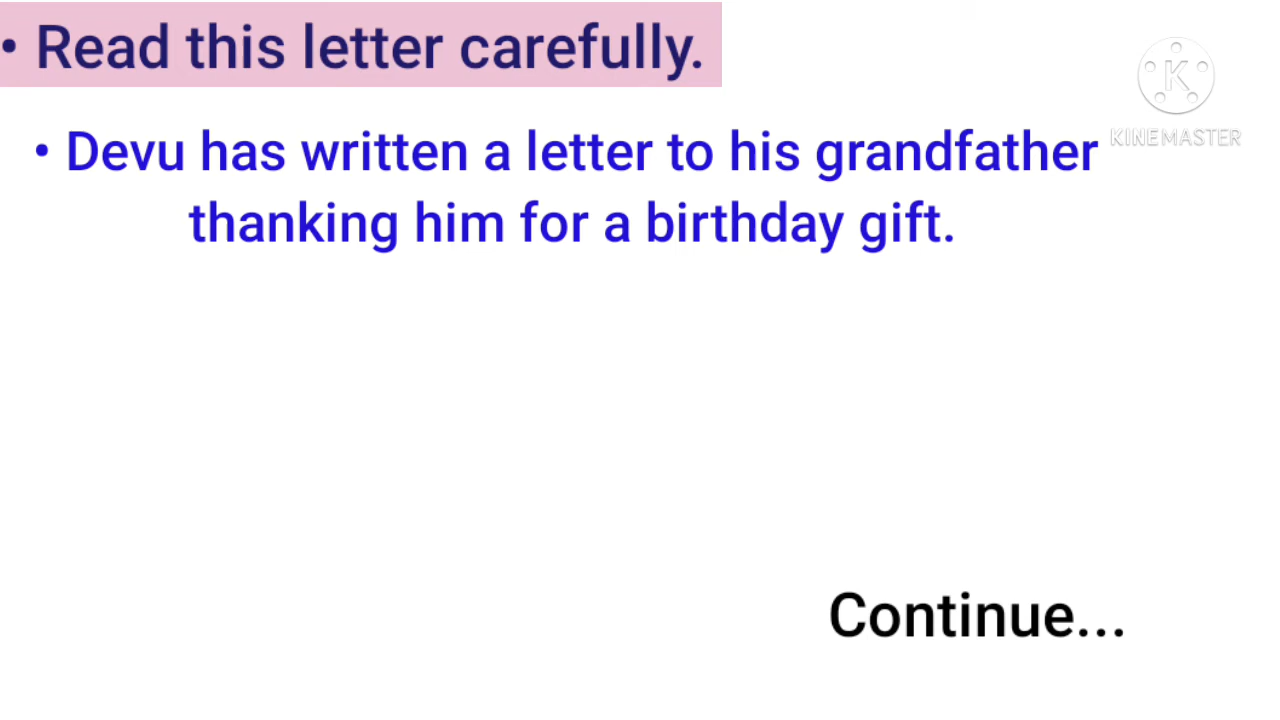 • Read this letter carefully.
K
KINEMASTER
• Devu has written a letter to his grandfather
thanking him for a birthday gift.
Continue...